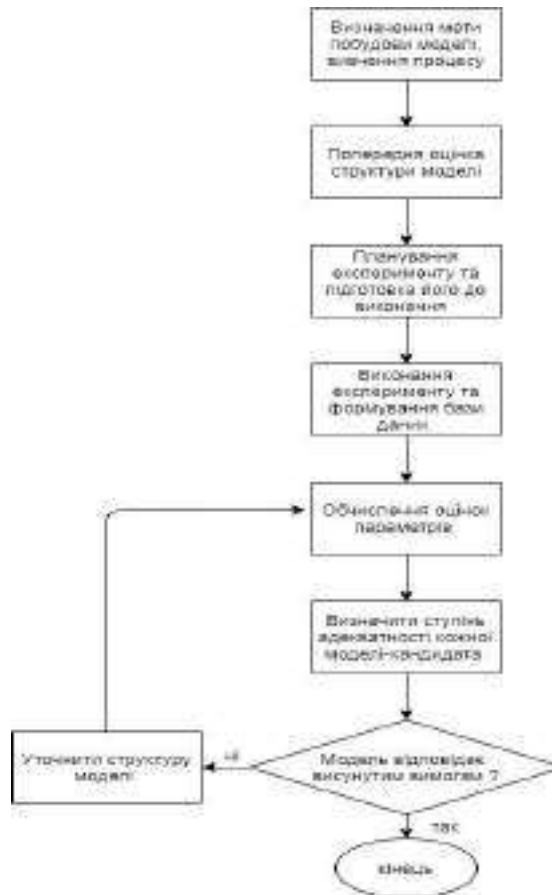 Визначення мети
побудови моделі,
вивчення процесу
Попередня оцінка
структури моделі
Планування
експерименту та
підготовка його до
виконання
Виконання
експерименту та
формування бази
даних
Обчислення оцінок
параметрів
Визначити ступінь
адекватності кожної
моделі-кандидата
Уточнити структуру
моделі
ні
Модель відповідає
висунутим вимогам ?
так
кінець